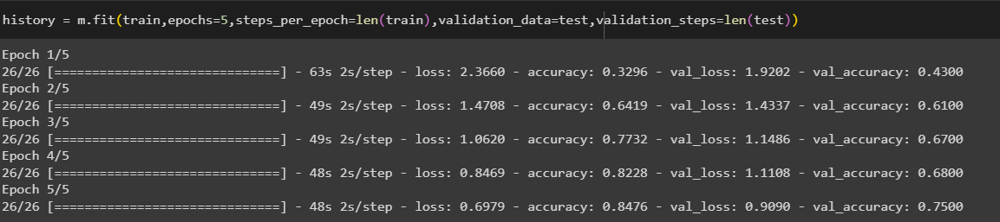 history = m.fit(train,epochs=5,steps_per_epoch=len(train),validation_data=test,validation_steps=len(test))
Epoch 1/5
26/26 [==============================] - 63s 2s/step - loss: 2.3660 - accuracy: 0.3296 - val_loss: 1.9202 - val_accuracy: 0.4300
Epoch 2/5
26/26 [==============================] - 49s 2s/step - loss: 1.4708 - accuracy: 0.6419 - val_loss: 1.4337 - val_accuracy: 0.6100
Epoch 3/5
26/26 [==============================] - 49s 2s/step - loss: 1.0620 - accuracy: 0.7732 - val_loss: 1.1486 - val_accuracy: 0.6700
Epoch 4/5
26/26 [==============================] - 48s 2s/step - loss: 0.8469 - accuracy: 0.8228 - val_loss: 1.1108 - val_accuracy: 0.6800
Epoch 5/5
26/26 [==============================] - 48s 2s/step - loss: 0.6979 - accuracy: 0.8476 - val_loss: 0.9090 - val_accuracy: 0.7500